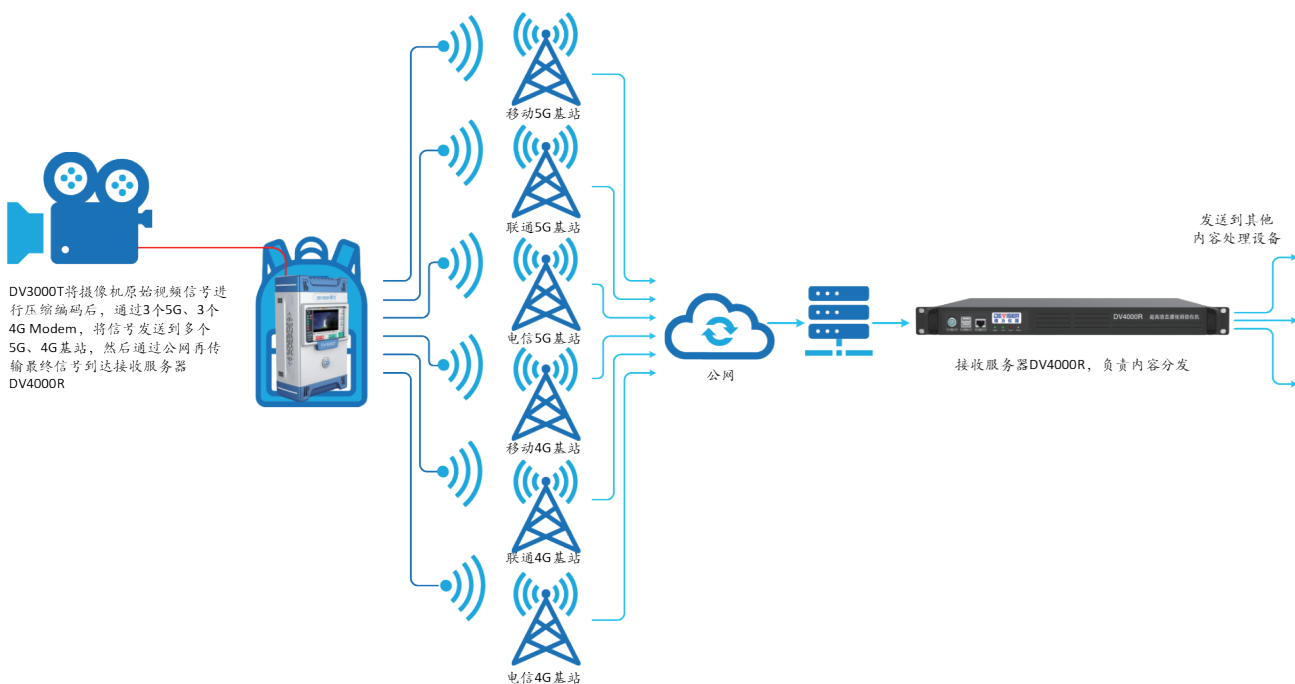 移动5G基站
联通5G基站
电信5G基站
移动4G基站
联通4G基站
电信4G基站
DV3000T将摄像机原始视频信号进
行压缩编码后，通过3个5G、3个
4G Modem，将信号发送到多个
5G、4G基站，然后通过公网再传
输最终信号到达接收服务器
DV4000R
公网
DEVISER
DV4000R
接收服务器DV4000R，负责内容分发
发送到其他
内容处理设备